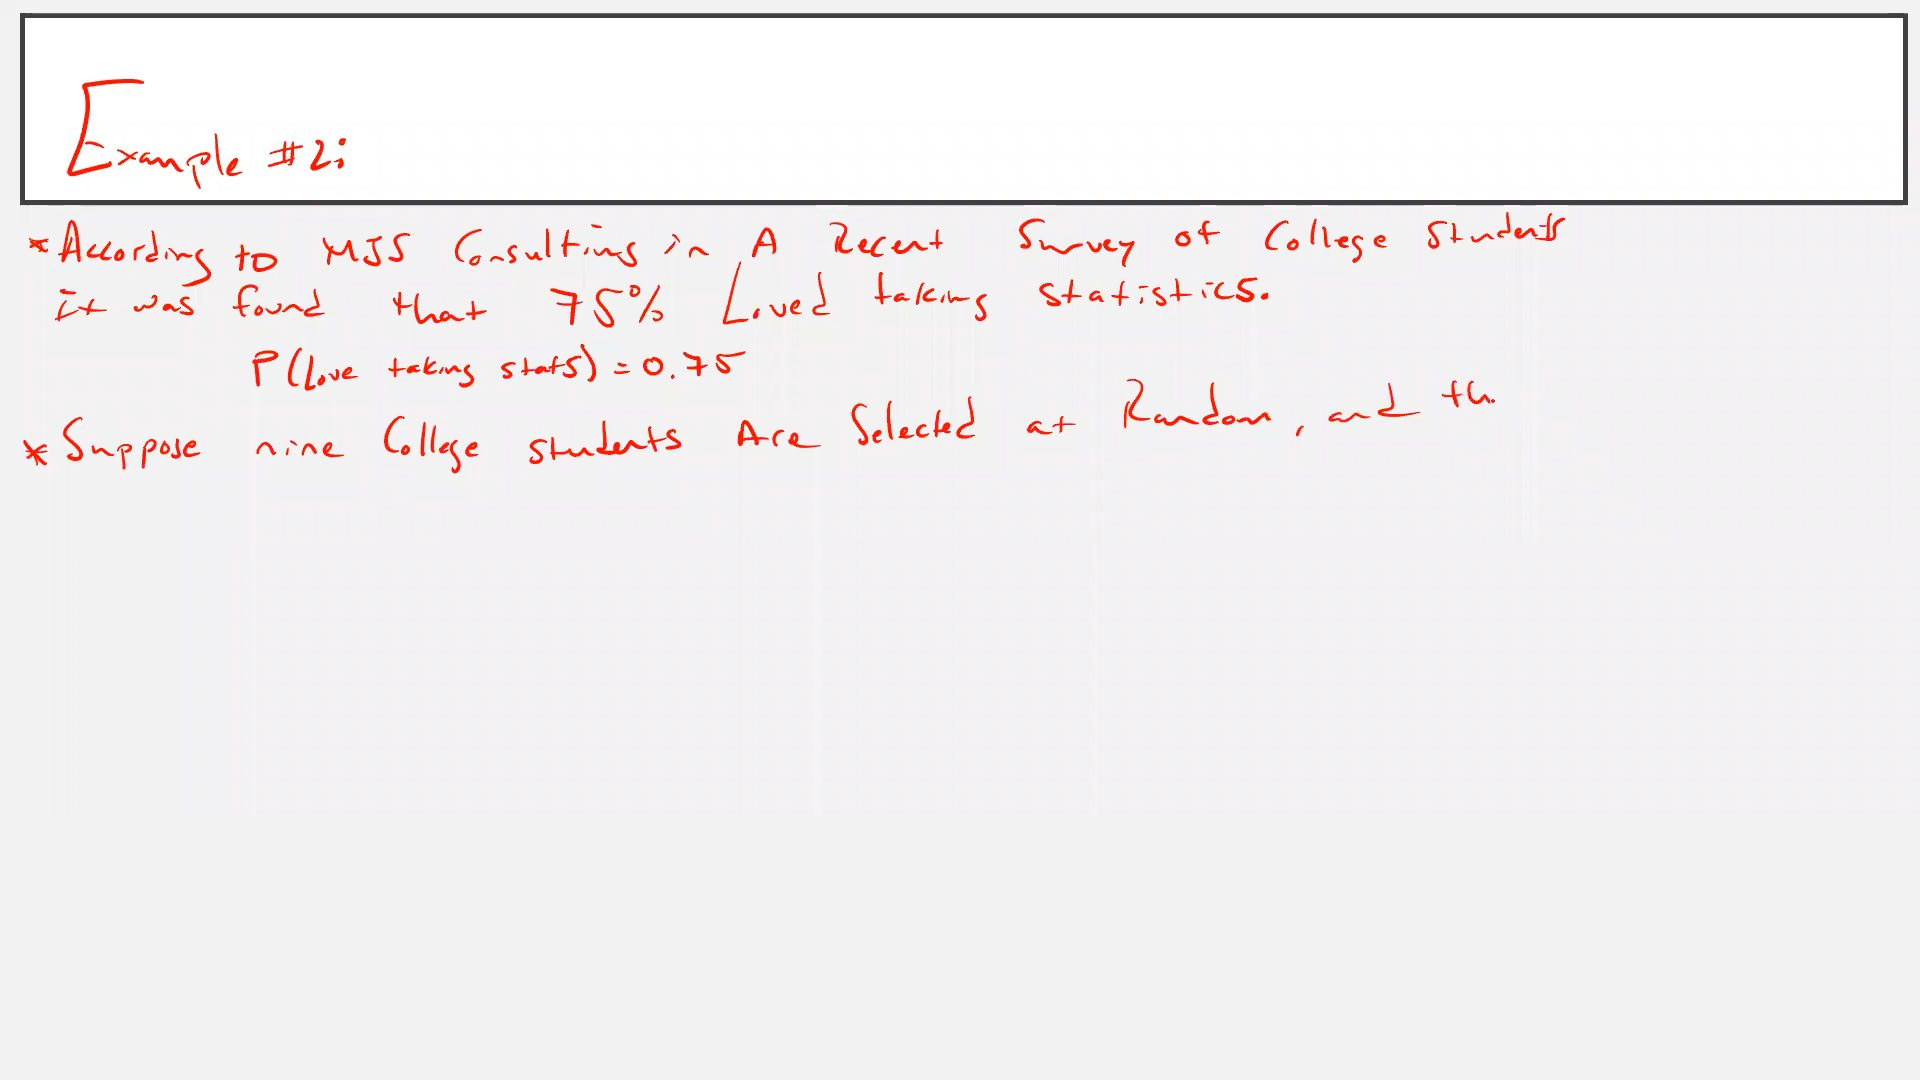 Example #2:
* According to MJS Consulting in A Recent Survey of College Students
it was found that 75% Loved taking statistics.
P(Love taking stats) = 0.75
* Suppose nine College students Are Selected at Random, and th